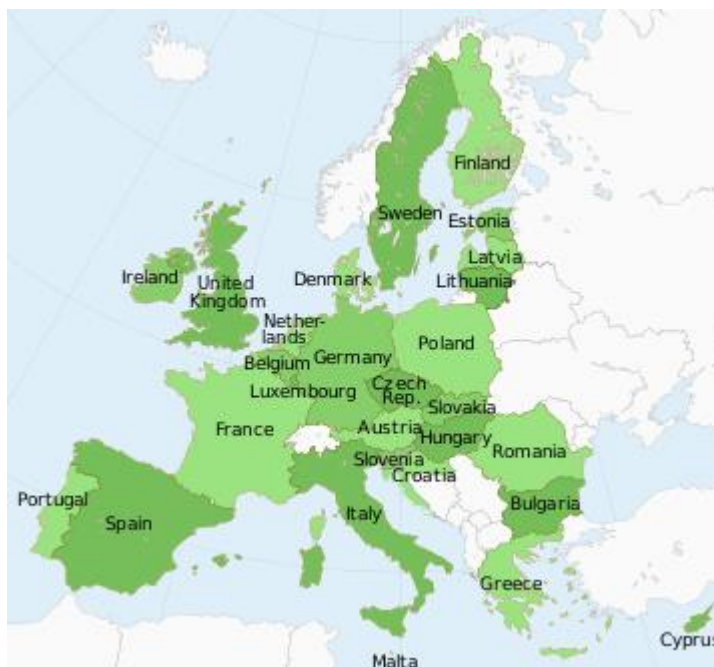 Finland
Sweden
Estonia
Latvia
Lithuania
Ireland
United
Kingdom
Denmark
Nether-
lands
Belgium
Germany
Poland
Luxembourg
Czech
Rep.
Slovakia
France
Austria
Hungary
Romania
Slovenia
Croatia
Portugal
Spain
Italy
Bulgaria
Greece
Cyprus
Malta